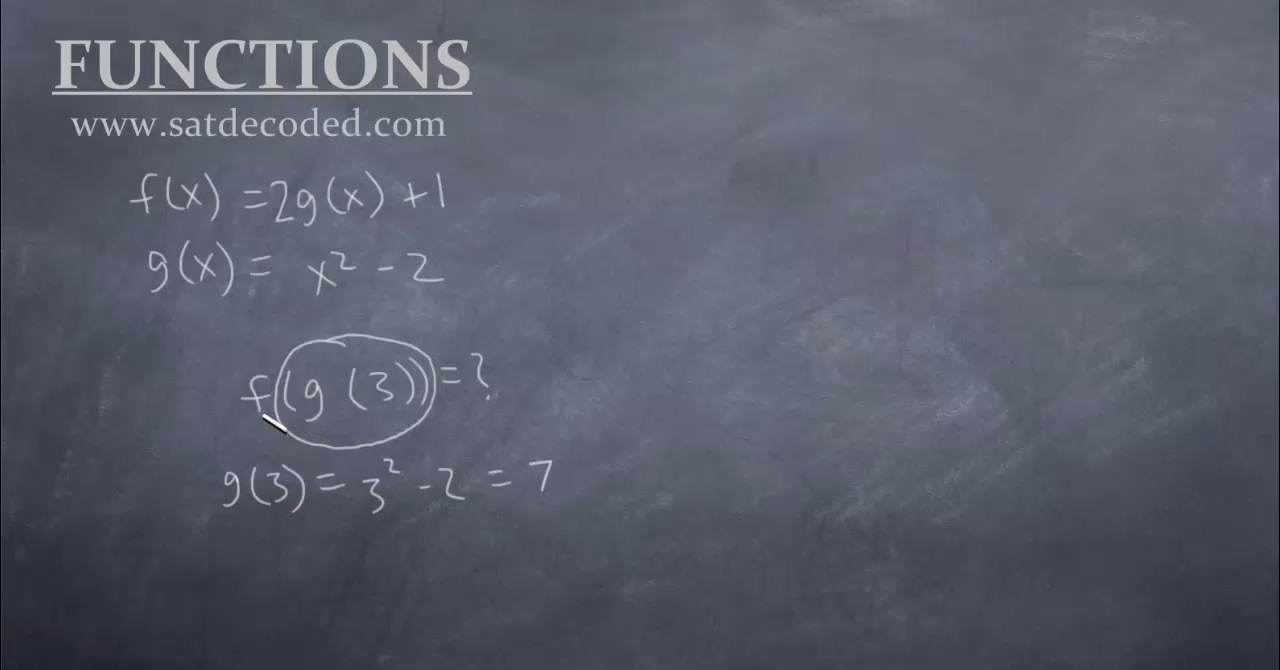 FUNCTIONS
www.satdecoded.com
f(x) = 2g(x) + 1
g(x) = x² - 2
f(g(3)) = ?
g(3) = 3² - 2 = 7